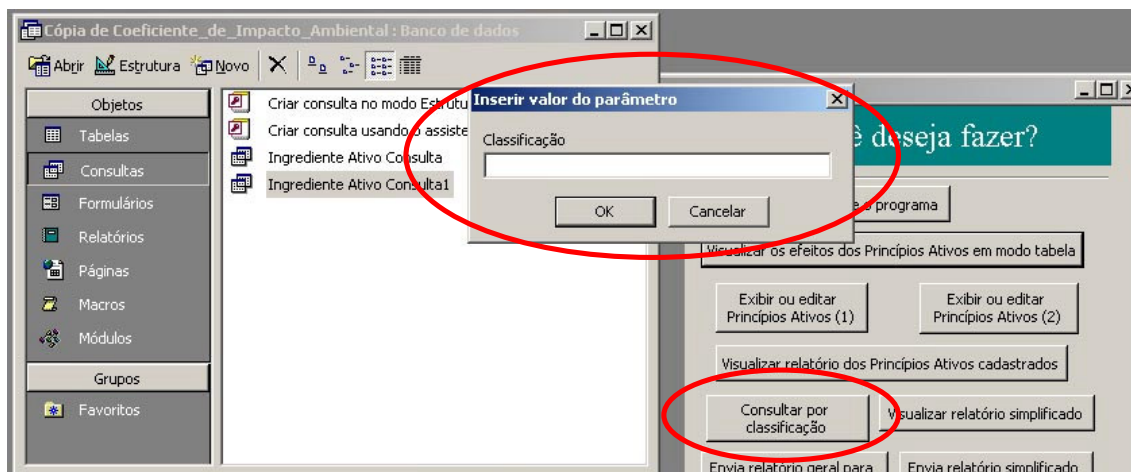 Cópia de Coeficiente_de_Impacto_Ambiental : Banco de dados
Abrir Estrutura Novo
Objetos
Tabelas
Consultas
Formulários
Relatórios
Páginas
Macros
Módulos
Grupos
Favoritos
Criar consulta no modo Estrutu
Criar consulta usando o assiste
Ingrediente Ativo Consulta
Ingrediente Ativo Consulta1
Inserir valor do parâmetro
Classificação
OK Cancelar
ê deseja fazer?
e o programa
Visualizar os efeitos dos Princípios Ativos em modo tabela
Exibir ou editar
Princípios Ativos (1)
Exibir ou editar
Princípios Ativos (2)
Visualizar relatório dos Princípios Ativos cadastrados
Consultar por
classificação
Visualizar relatório simplificado
Envia relatório geral para
Envia relatório simplificado